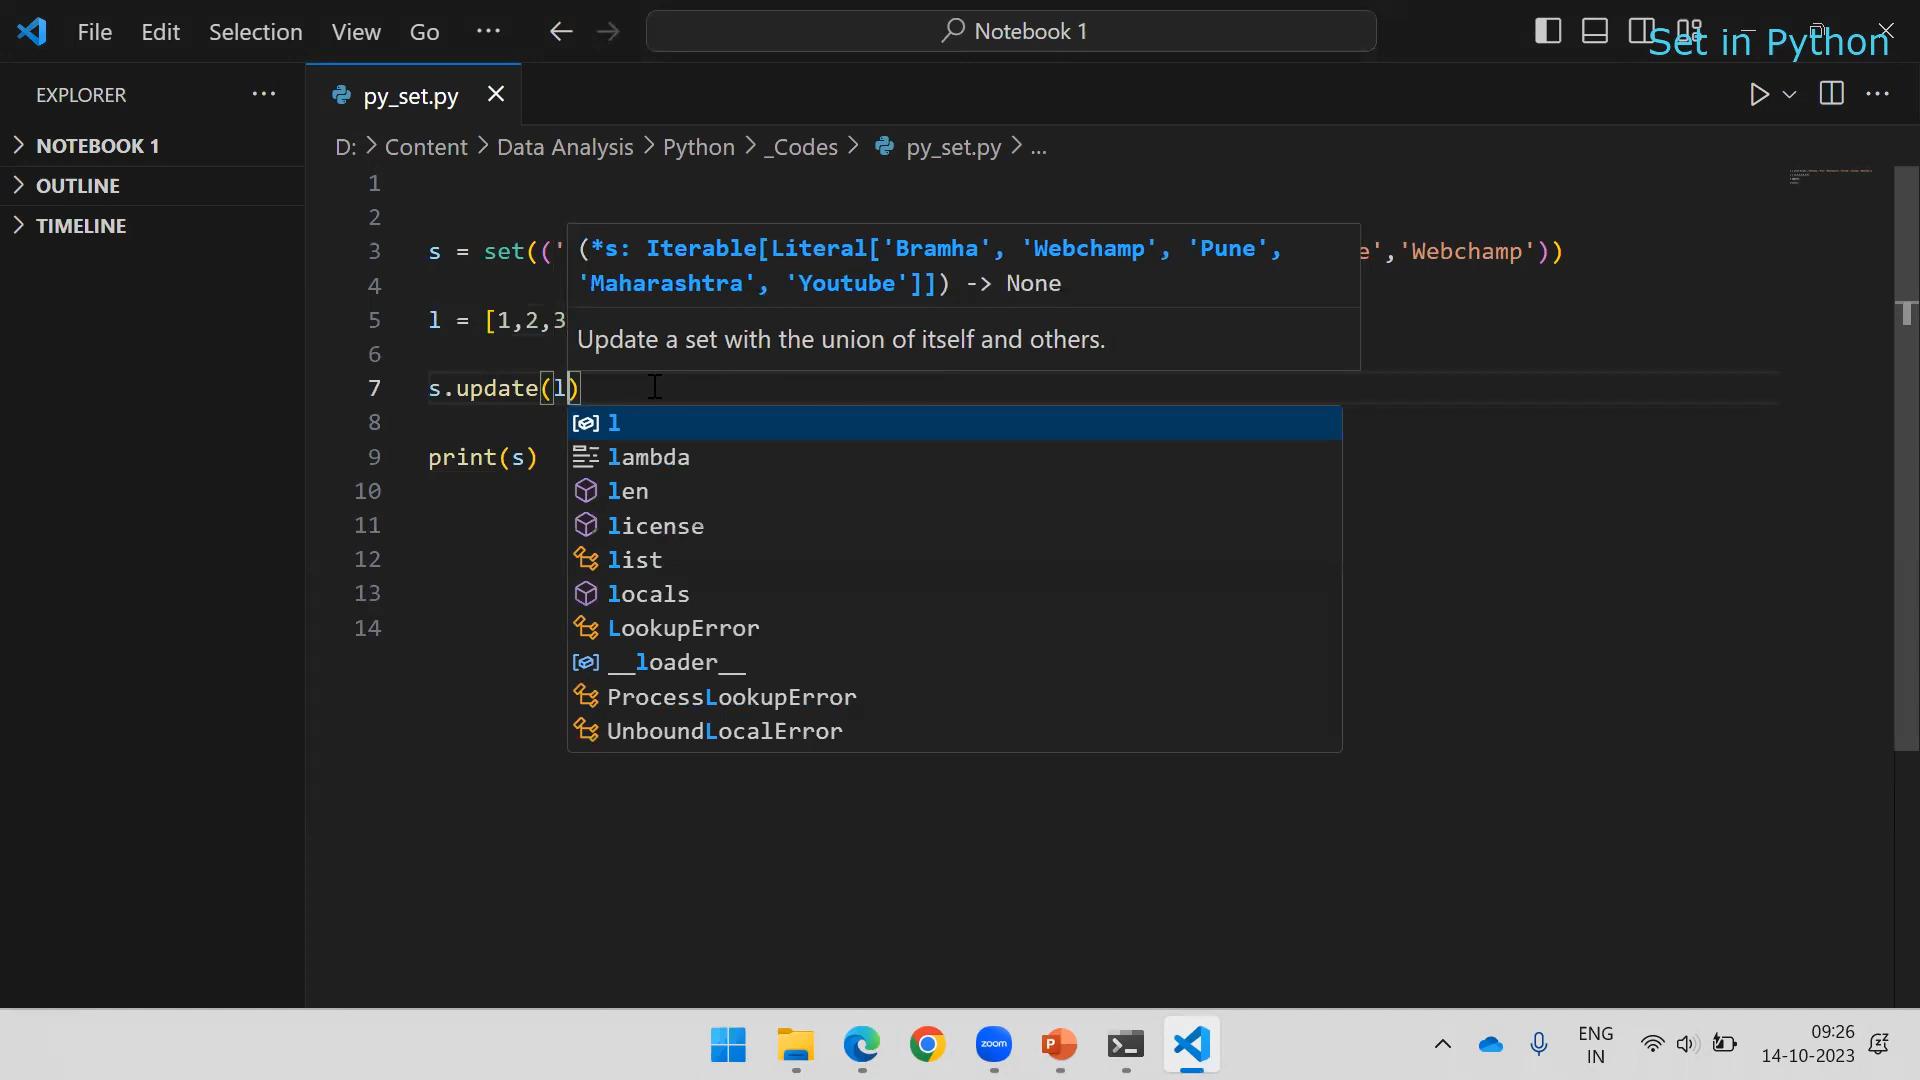 File Edit Selection View Go ... Notebook 1
Set in Python
EXPLORER ...
py_set.py
NOTEBOOK 1
OUTLINE
TIMELINE
D: > Content > Data Analysis > Python > _Codes > py_set.py > ...
1
2
3 s = set(('
e','Webchamp'))
(*s: Iterable[Literal['Bramha', 'Webchamp', 'Pune',
'Maharashtra', 'Youtube']]) -> None
Update a set with the union of itself and others.
4
5 l = [1,2,3
6
7 s.update(l)
8
9 print(s)
10
11
12
13
14
l
lambda
len
license
list
locals
LookupError
__loader__
ProcessLookupError
UnboundLocalError
zoom
P
ENG
IN
09:26
14-10-2023